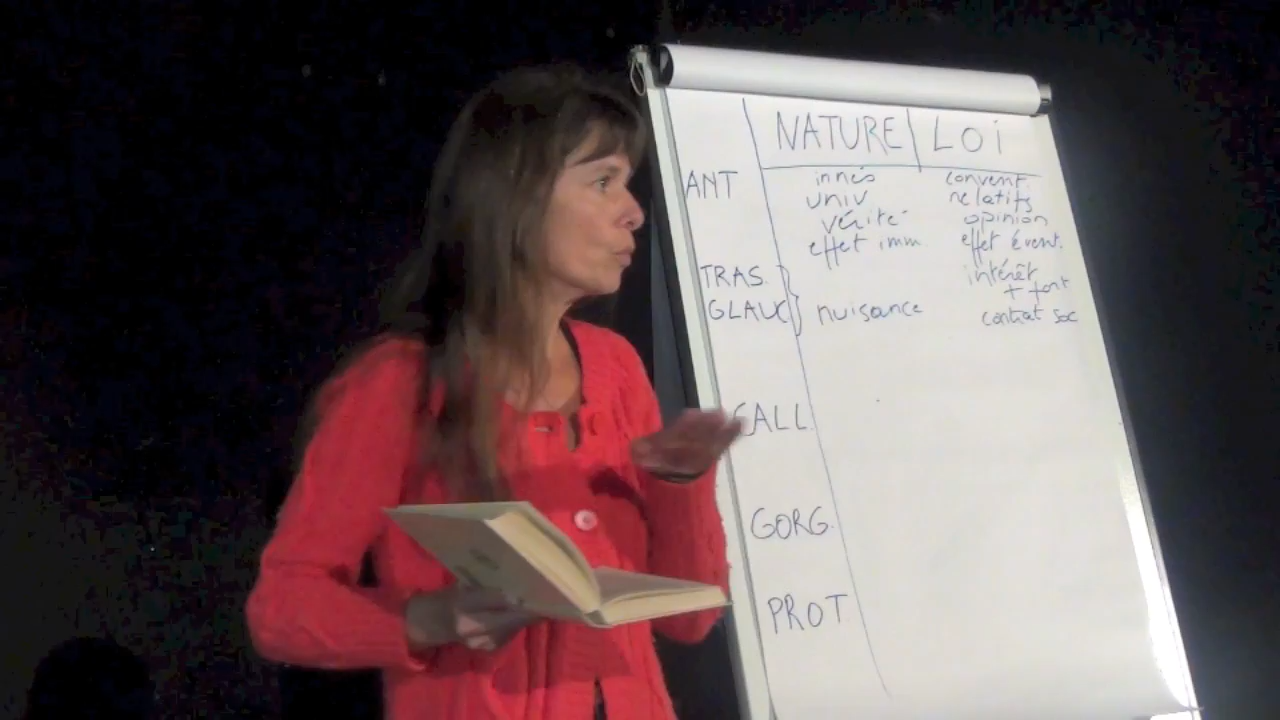 NATURE | LOi
ANT innés convent.
univ relatifs
vérité opinion
effet imm. effet évent.
TRAS. intérêt
+ fort
GLAUC nuisance contrat soc
CALL.
GORG.
PROT